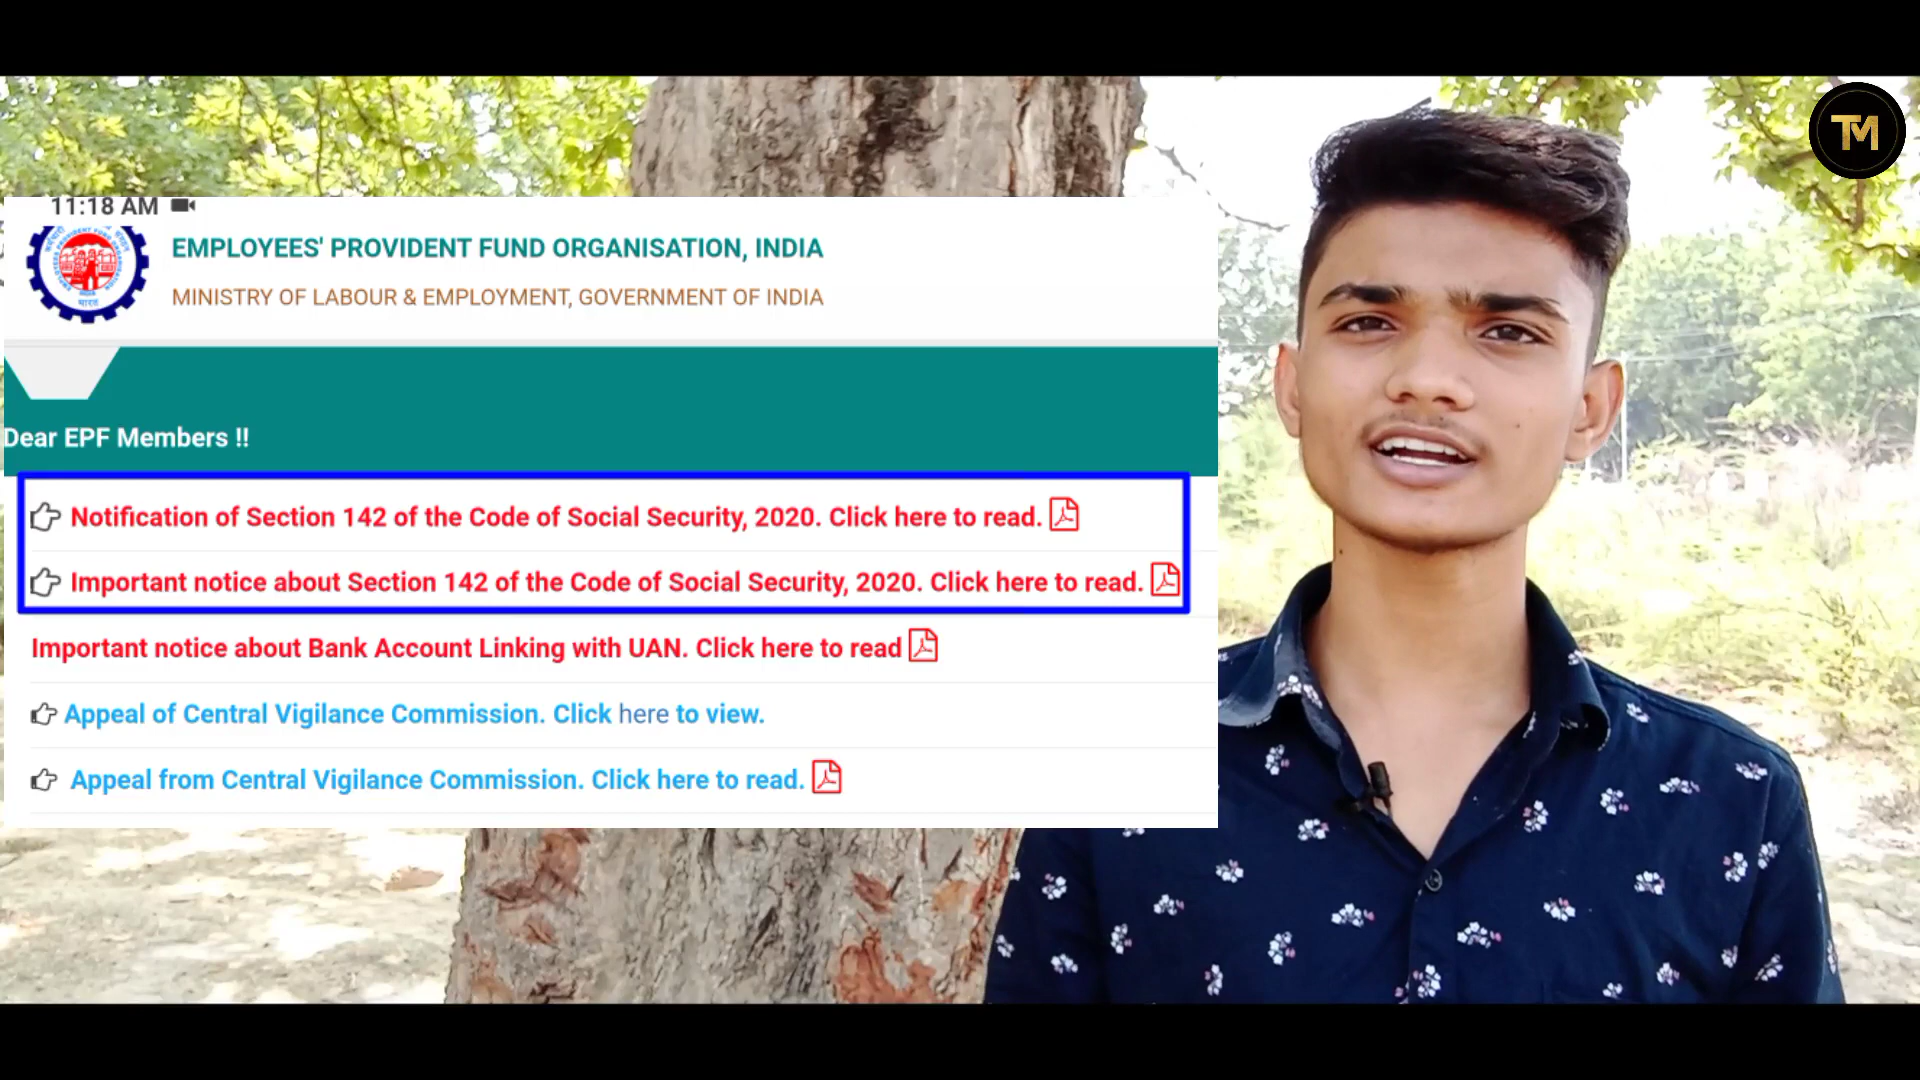 TM
11:18 AM
EMPLOYEES' PROVIDENT FUND ORGANISATION, INDIA
MINISTRY OF LABOUR & EMPLOYMENT, GOVERNMENT OF INDIA
Dear EPF Members !!
Notification of Section 142 of the Code of Social Security, 2020. Click here to read.
Important notice about Section 142 of the Code of Social Security, 2020. Click here to read.
Important notice about Bank Account Linking with UAN. Click here to read
Appeal of Central Vigilance Commission. Click here to view.
Appeal from Central Vigilance Commission. Click here to read.